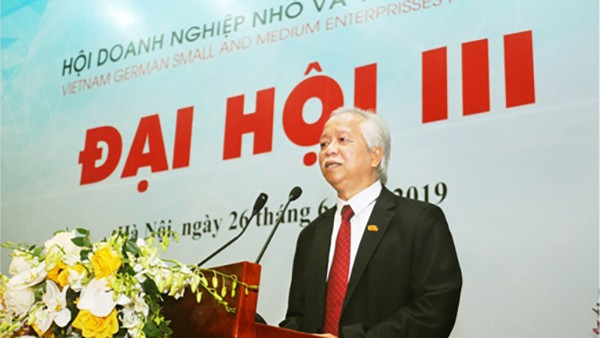 HỘI DOANH NGHIỆP NHỎ VÀ
VIETNAM GERMAN SMALL AND MEDIUM ENTERPRISSES
ĐẠI HỘI III
Hà Nội, ngày 26 tháng 6 2019